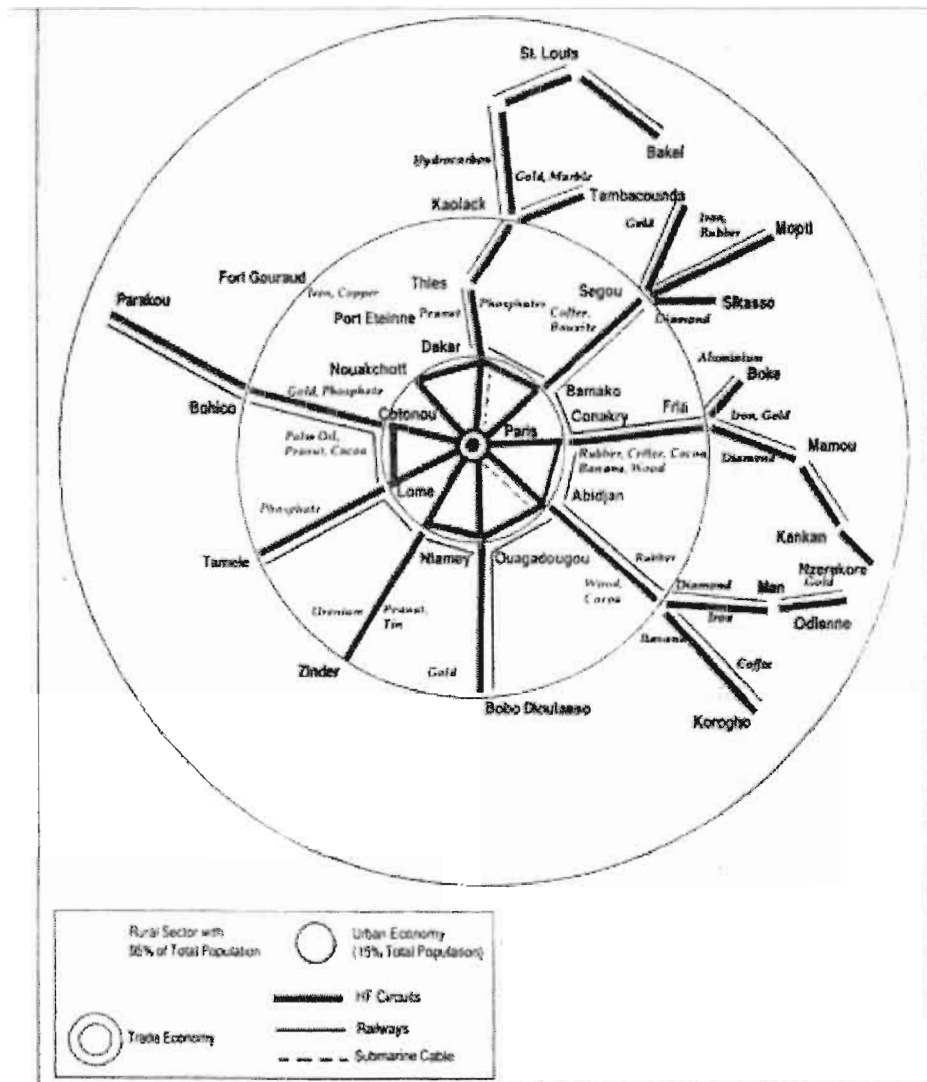 St. Louis
Bakel
Hydrocarbon
Gold, Marble
Tambacounda
Kaolack
Gold
Iron,
Rubber
Mopti
Fort Gouraud
Iron, Copper
Thies
Segou
Parakou
Port Eteinne
Peanut
Phosphates
Coffee,
Bauxite
Diamond
Sikasso
Dakar
Nouakchott
Aluminium
Boke
Bamako
Gold, Phosphate
Bohico
Cotonou
Conakry
Fria
Iron, Gold
Paris
Palm Oil,
Peanut, Cocoa
Rubber, Coffee, Cocoa
Banana, Wood
Diamond
Mamou
Lome
Abidjan
Phosphate
Kankan
Tamele
Niamey
Ouagadougou
Rubber
Nzerekore
Wood,
Cocoa
Diamond
Man
Gold
Uranium
Peanut,
Tin
Iron
Odienne
Banana
Zinder
Gold
Coffee
Bobo Dioulasso
Korogho
Rural Sector with
85% of Total Population
Urban Economy
(15% Total Population)
HF Circuits
Trade Economy
Railways
Submarine Cable